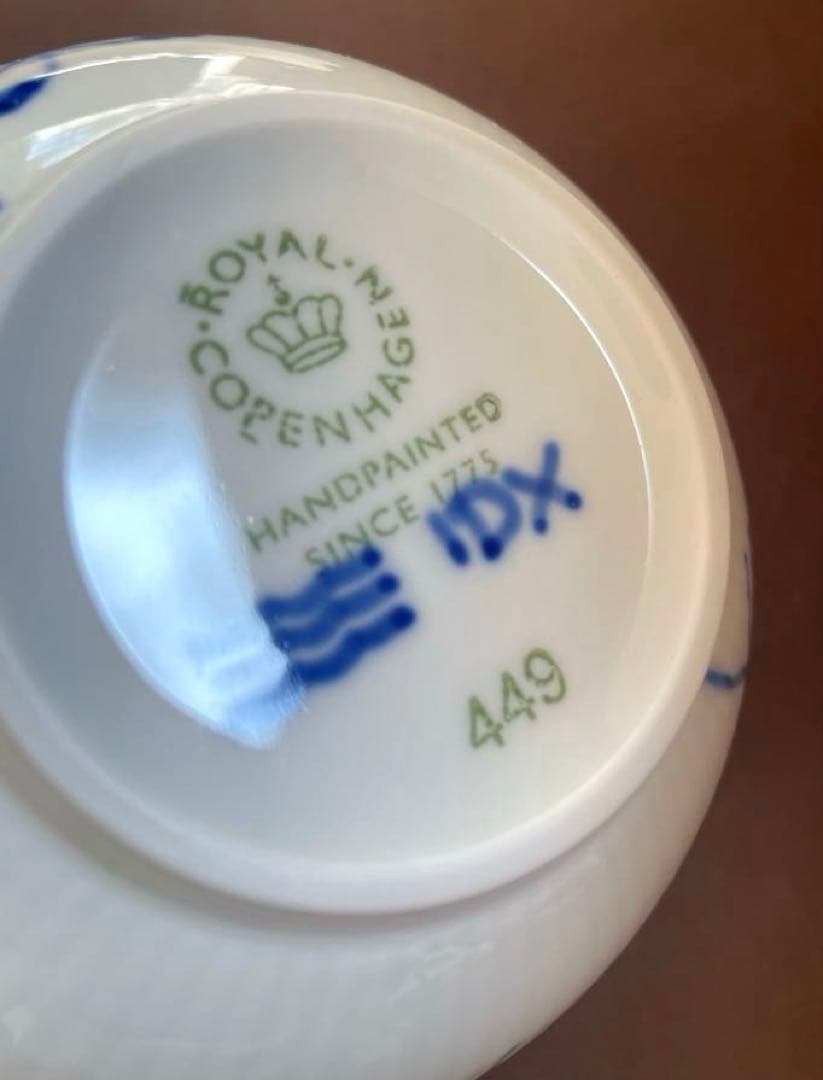 ROYAL
COPENHAGEN
HANDPAINTED
SINCE 1775
IDX
449